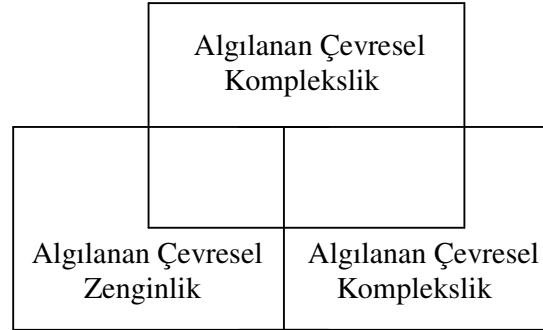 Algılanan Çevresel
Komplekslik
Algılanan Çevresel
Zenginlik
Algılanan Çevresel
Komplekslik